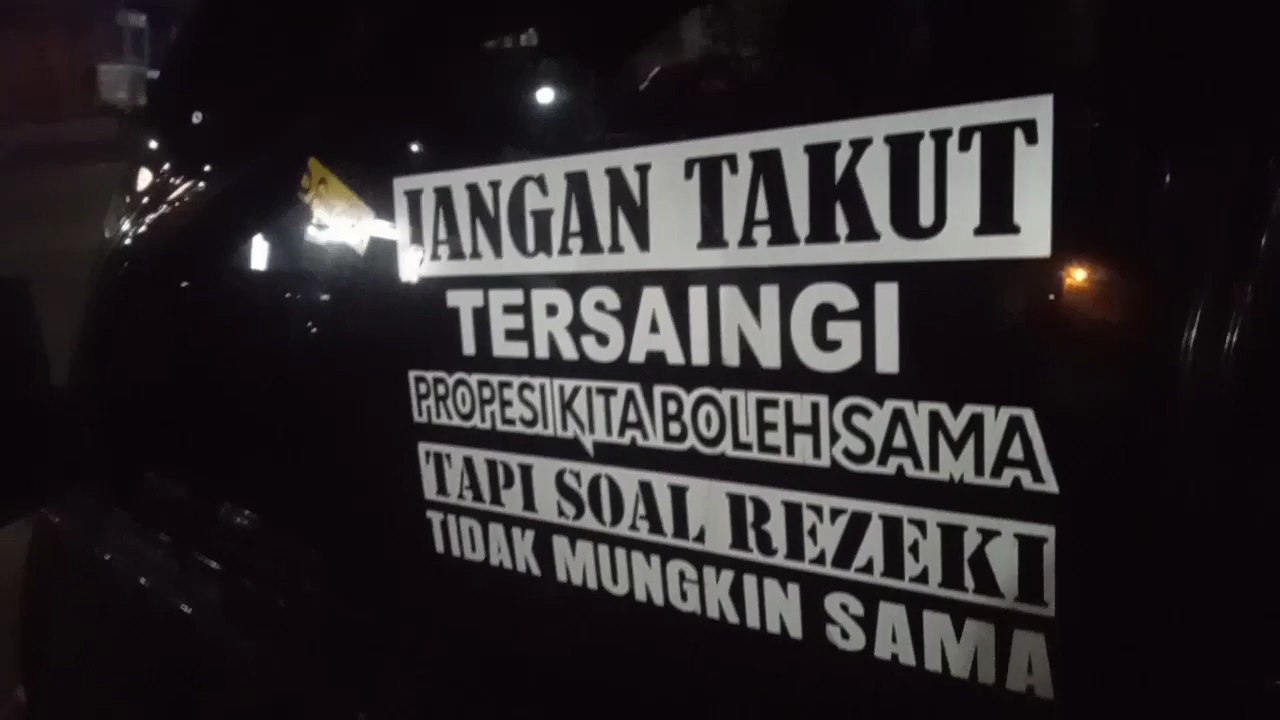 JANGAN TAKUT
TERSAINGI
PROPESI KITA BOLEH SAMA
TAPI SOAL REZEKI
TIDAK MUNGKIN SAMA